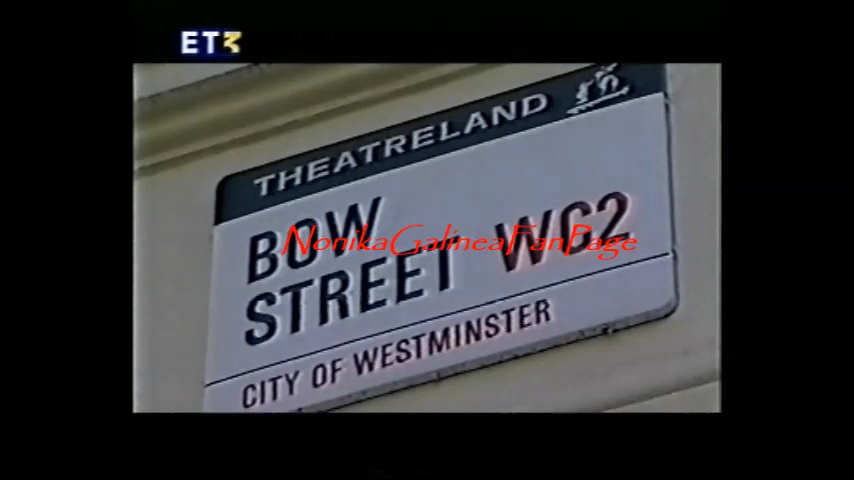 ET3
THEATRELAND
BOW
STREET WC2
NonikaGalineaFanPage
CITY OF WESTMINSTER